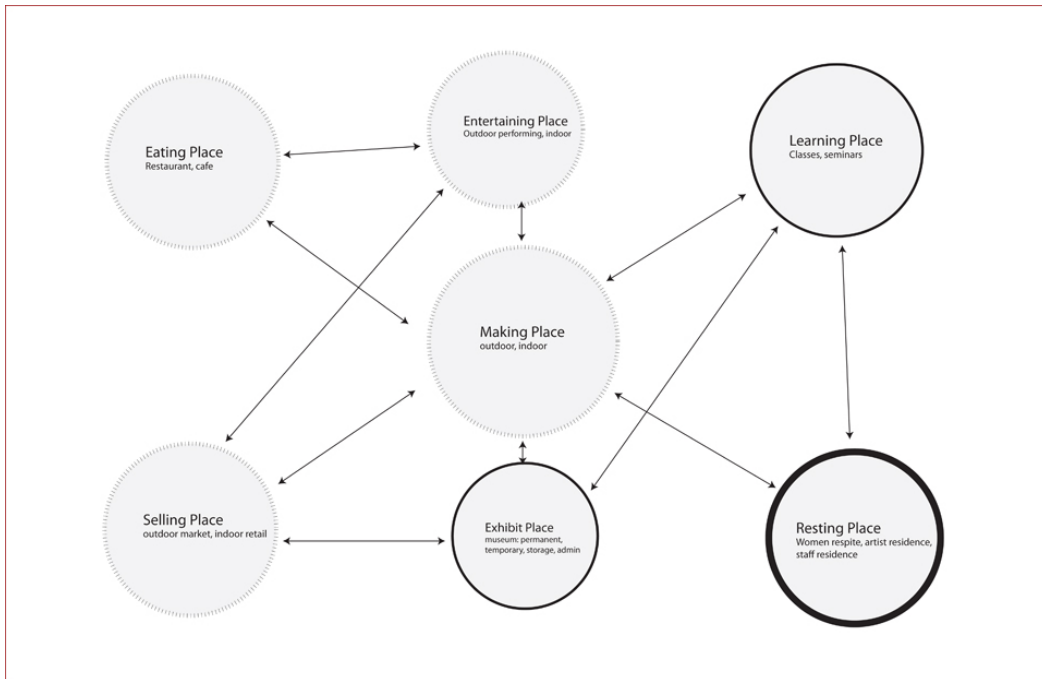 Eating Place
Restaurant, cafe
Entertaining Place
Outdoor performing, indoor
Learning Place
Classes, seminars
Making Place
outdoor, indoor
Selling Place
outdoor market, indoor retail
Exhibit Place
museum: permanent,
temporary, storage, admin
Resting Place
Women respite, artist residence,
staff residence